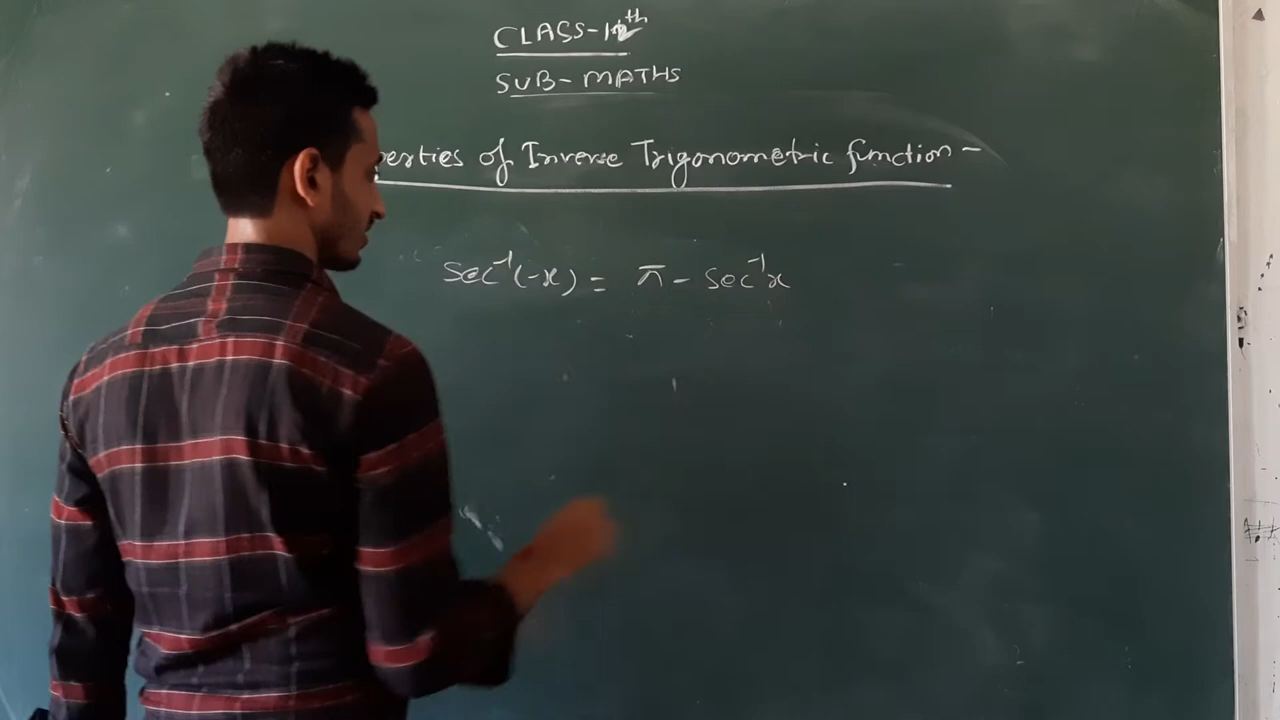 CLASS-12th
SUB- MATHS
perties of Inverse Trigonometric function -
sec⁻¹(-x) = π - sec⁻¹x